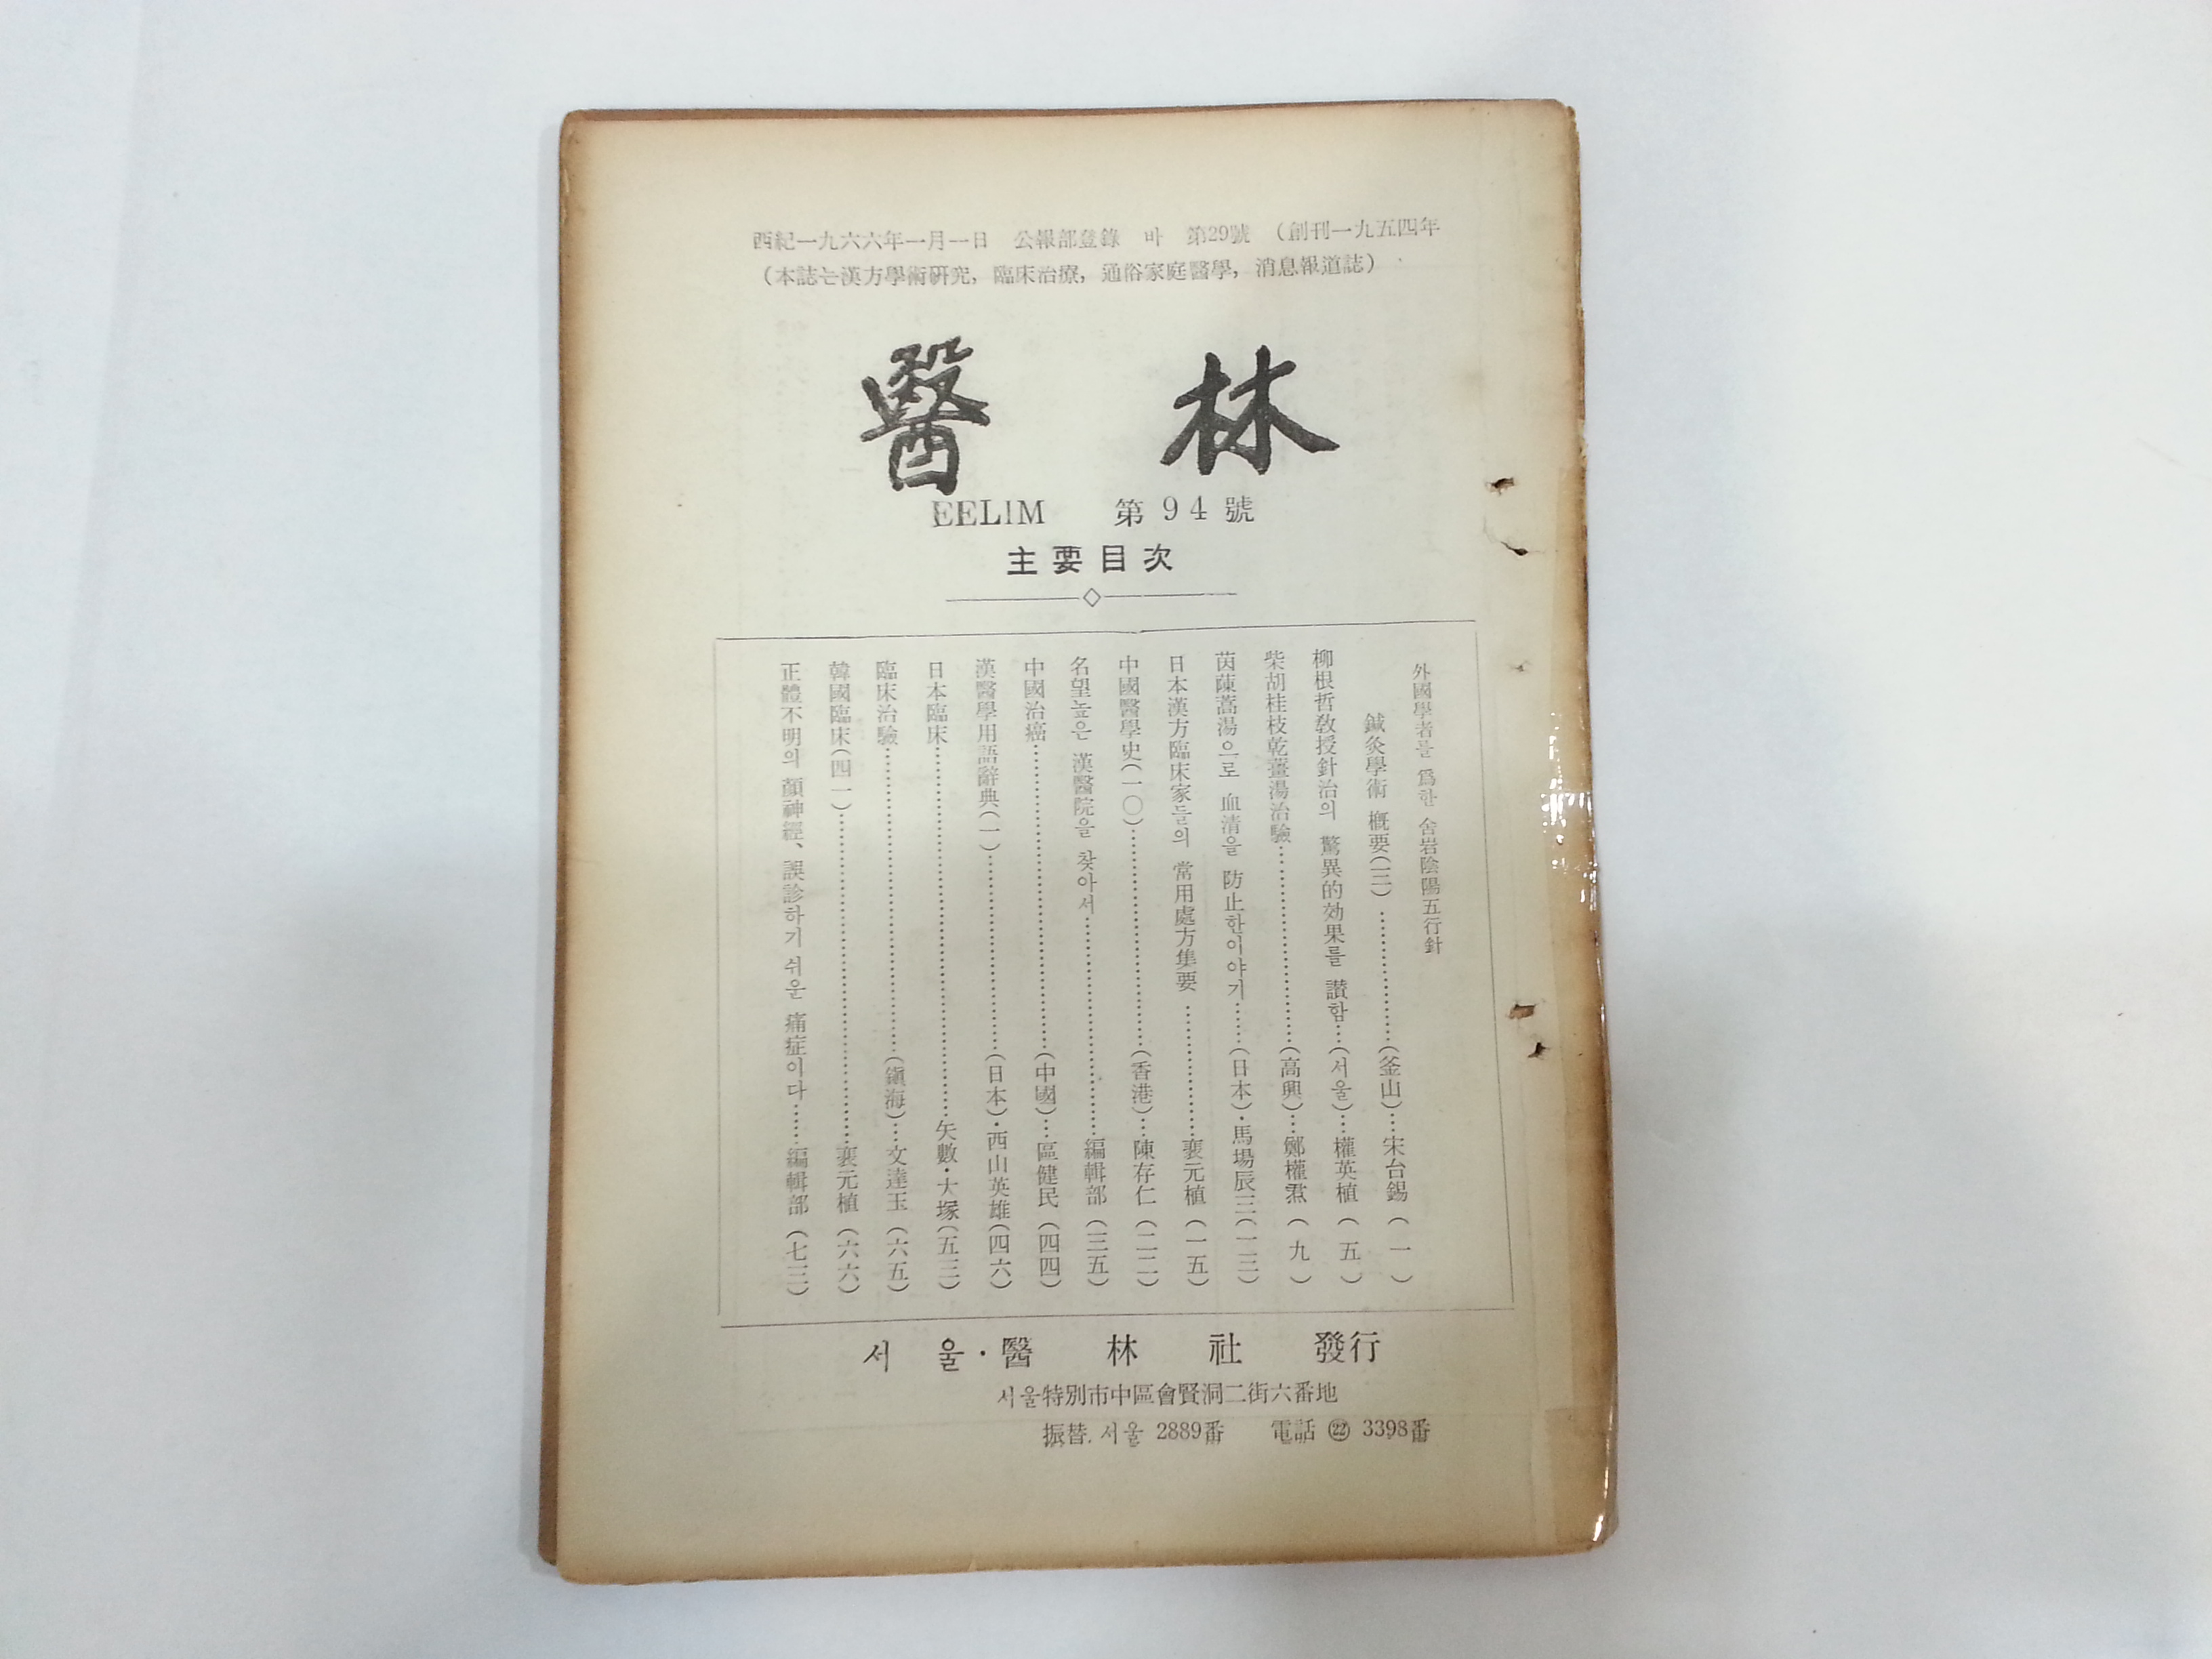 西紀一九六六年一月一日 公報部登錄 바 第29號 (創刊一九五四年
(本誌는漢方學術硏究, 臨床治療, 通俗家庭醫學, 消息報道誌)
醫林
EELIM 第94號
主要目次
外國學者를 爲한 舍岩陰陽五行針
鍼灸學術 槪要(三)……………(釜山)…宋台錫(一)
柳根哲敎授針治의 驚異的効果를 讃함…(서울)…權英植(五)
柴胡桂枝乾薑湯治驗……………(高興)…鄭權焄(九)
茵蔯蒿湯으로 血清을 防止한이야기……(日本)·馬場辰三(一三)
日本漢方臨床家들의 常用處方集要……………裵元植(一五)
中國醫學史(一〇)……………(香港)…陳存仁(二二)
名望높은 漢醫院을 찾아서……………編輯部(三五)
中國治癌……………(中國)…區健民(四四)
漢醫學用語辭典(一)……………(日本)·西山英雄(四六)
日本臨床……………矢數·大塚(五三)
臨床治驗……………(鎭海)…文達玉(六五)
韓國臨床(四一)……………裵元植(六六)
正體不明의 顔神經、誤診하기 쉬운 痛症이다……編輯部(七三)
서울·醫林社 發行
서울特別市中區會賢洞二街六番地
振替. 서울 2889番 電話 ㉒ 3398番